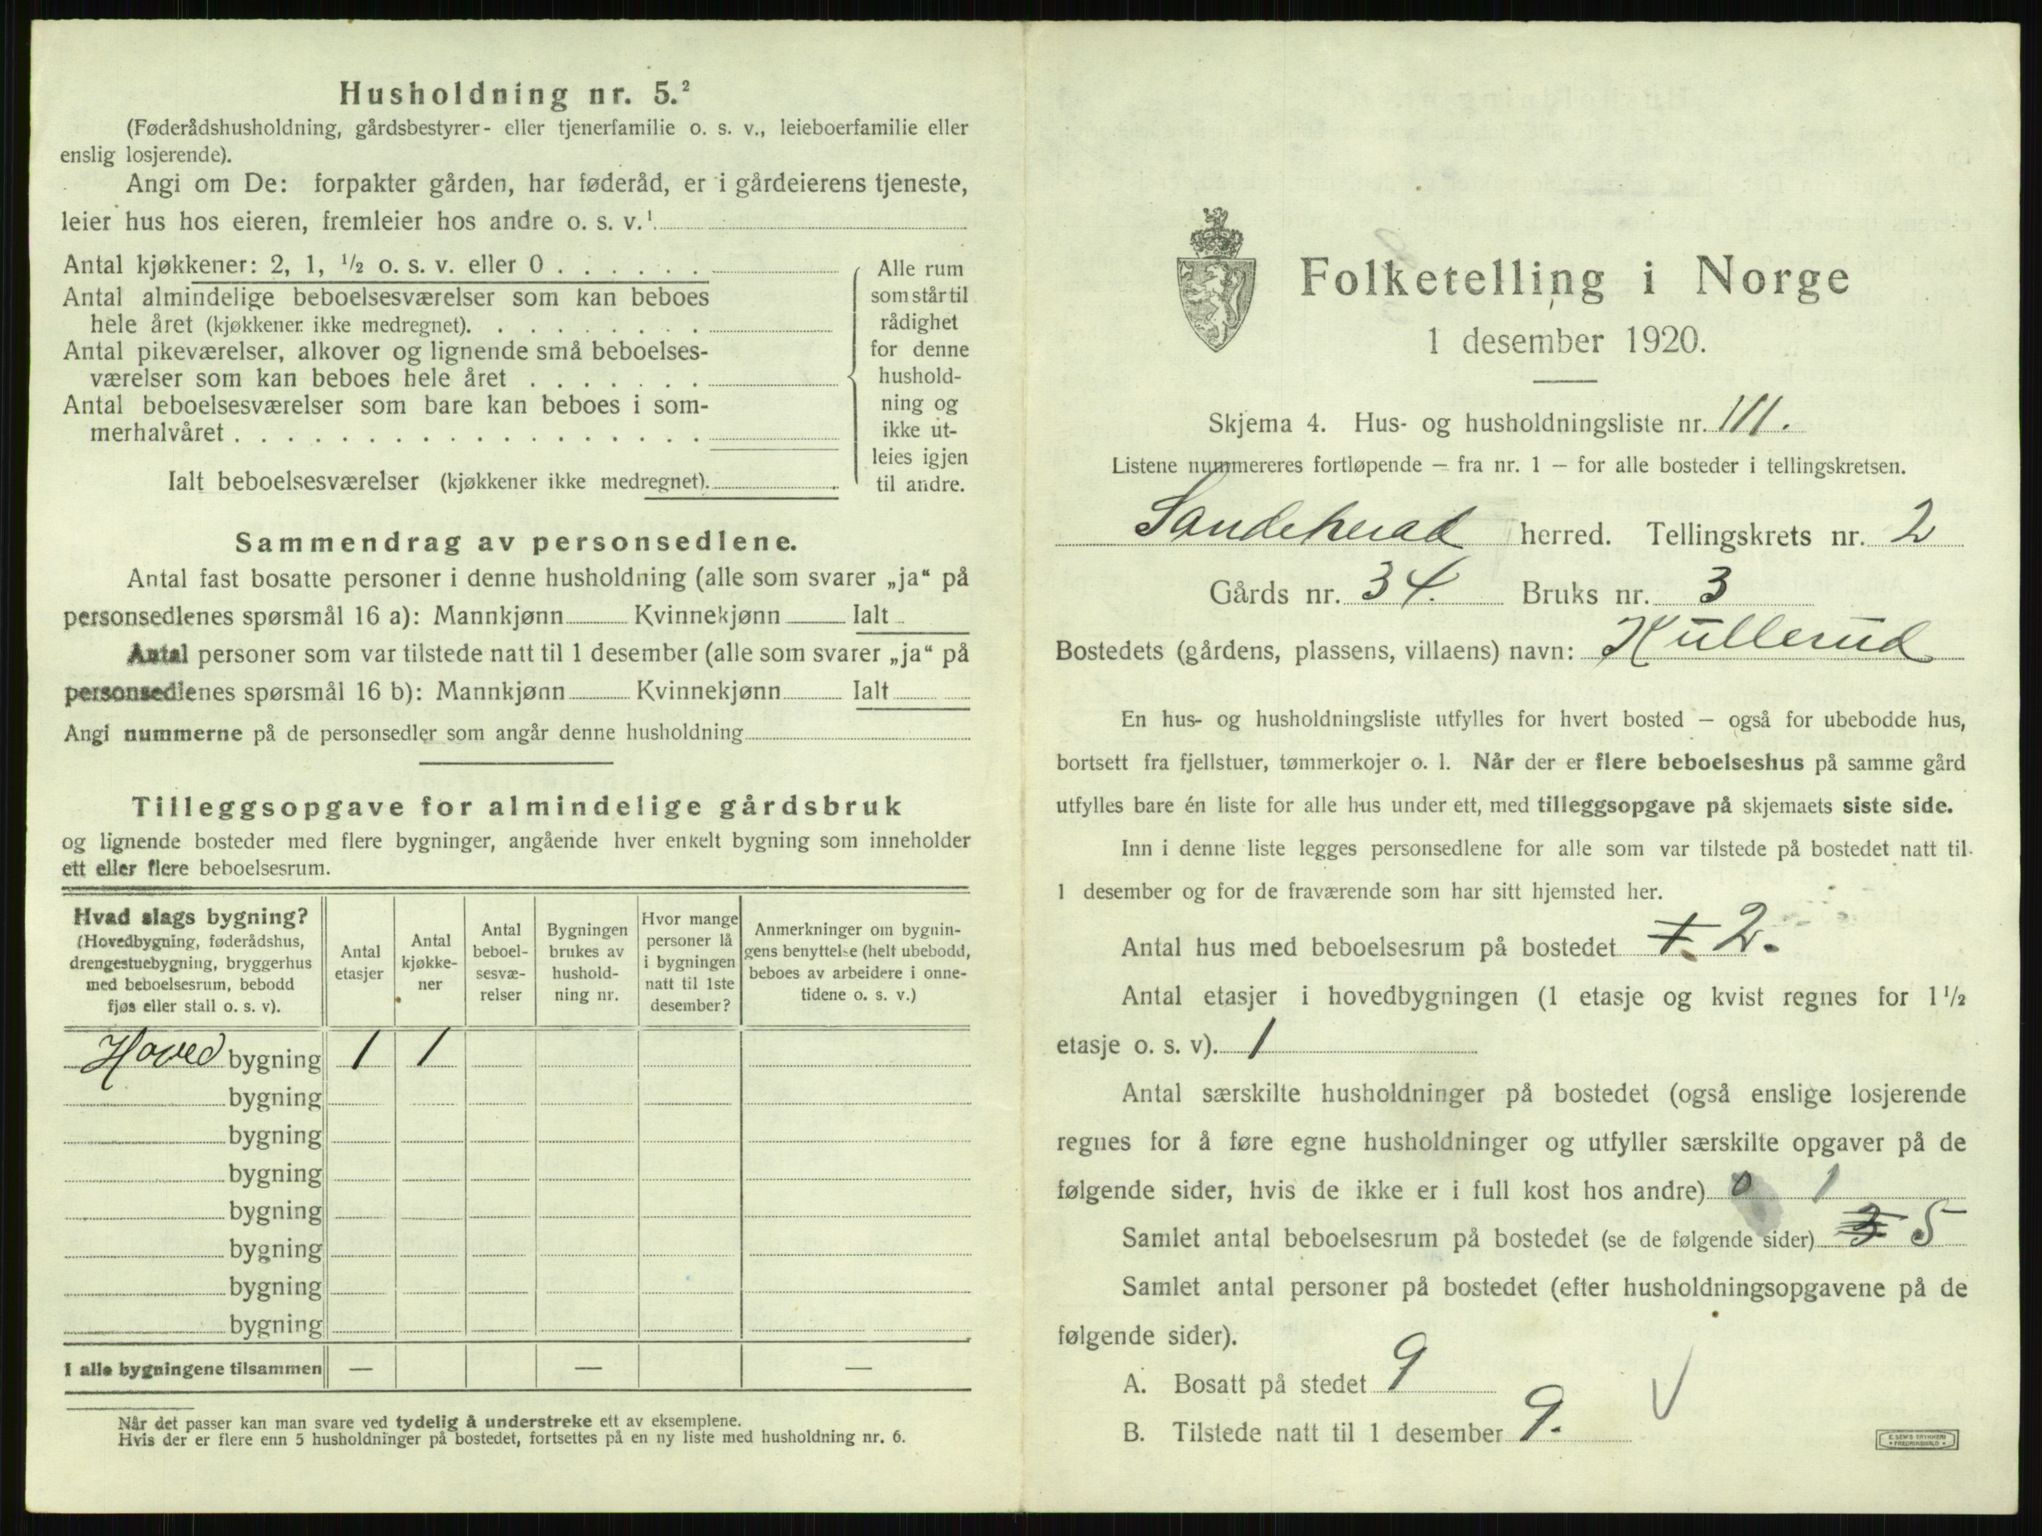 Husholdning nr. 5.²
(Føderådshusholdning, gårdsbestyrer- eller tjenerfamilie o. s. v., leieboerfamilie eller
enslig losjerende).
Angi om De: forpakter gården, har føderåd, er i gårdeierens tjeneste,
leier hus hos eieren, fremleier hos andre o. s. v.¹
Antal kjøkkener: 2, 1, ½ o. s. v. eller 0 . . . . . .
Antal almindelige beboelsesværelser som kan beboes
hele året (kjøkkener ikke medregnet). . . . . . . . .
Antal pikeværelser, alkover og lignende små beboelses-
værelser som kan beboes hele året . . . . . . .
Antal beboelsesværelser som bare kan beboes i som-
merhalvåret . . . . . . . . . . . . . . . . . .
Ialt beboelsesværelser (kjøkkener ikke medregnet).
Alle rum
som står til
rådighet
for denne
hushold-
ning og
ikke ut-
leies igjen
til andre.
Sammendrag av personsedlene.
Antal fast bosatte personer i denne husholdning (alle som svarer „ja“ på
personsedlenes spørsmål 16 a): Mannkjønn Kvinnekjønn Ialt
Antal personer som var tilstede natt til 1 desember (alle som svarer „ja“ på
personsedlenes spørsmål 16 b): Mannkjønn Kvinnekjønn Ialt
Angi nummerne på de personsedler som angår denne husholdning
Tilleggsopgave for almindelige gårdsbruk
og lignende bosteder med flere bygninger, angående hver enkelt bygning som inneholder
ett eller flere beboelsesrum.
Hvad slags bygning?
(Hovedbygning, føderådshus,
drengestuebygning, bryggerhus
med beboelsesrum, bebodd
fjøs eller stall o. s. v).
Antal
etasjer
Antal
kjøkke-
ner
Antal
beboel-
sesvæ-
relser
Bygningen
brukes av
hushold-
ning nr.
Hvor mange
personer lå
i bygningen
natt til 1ste
desember?
Anmerkninger om bygnin-
gens benyttelse (helt ubebodd,
beboes av arbeidere i onne-
tidene o. s. v.)
Hoved bygning 1 1
bygning
bygning
bygning
bygning
bygning
bygning
bygning
I alle bygningene tilsammen — — —
Når det passer kan man svare ved tydelig å understreke ett av eksemplene.
Hvis der er flere enn 5 husholdninger på bostedet, fortsettes på en ny liste med husholdning nr. 6.
Folketelling i Norge
1 desember 1920.
Skjema 4. Hus- og husholdningsliste nr. 111.
Listene nummereres fortløpende – fra nr. 1 – for alle bosteder i tellingskretsen.
Sandeherad herred. Tellingskrets nr. 2
Gårds nr. 34. Bruks nr. 3
Bostedets (gårdens, plassens, villaens) navn: Kullerud
En hus- og husholdningsliste utfylles for hvert bosted – også for ubebodde hus,
bortsett fra fjellstuer, tømmerkojer o. l. Når der er flere beboelseshus på samme gård
utfylles bare én liste for alle hus under ett, med tilleggsopgave på skjemaets siste side.
Inn i denne liste legges personsedlene for alle som var tilstede på bostedet natt til
1 desember og for de fraværende som har sitt hjemsted her.
Antal hus med beboelsesrum på bostedet 1 2.
Antal etasjer i hovedbygningen (1 etasje og kvist regnes for 1½
etasje o. s. v). 1
Antal særskilte husholdninger på bostedet (også enslige losjerende
regnes for å føre egne husholdninger og utfyller særskilte opgaver på de
følgende sider, hvis de ikke er i full kost hos andre) 0 1
Samlet antal beboelsesrum på bostedet (se de følgende sider) 5
Samlet antal personer på bostedet (efter husholdningsopgavene på de
følgende sider).
A. Bosatt på stedet 9
B. Tilstede natt til 1 desember 9.